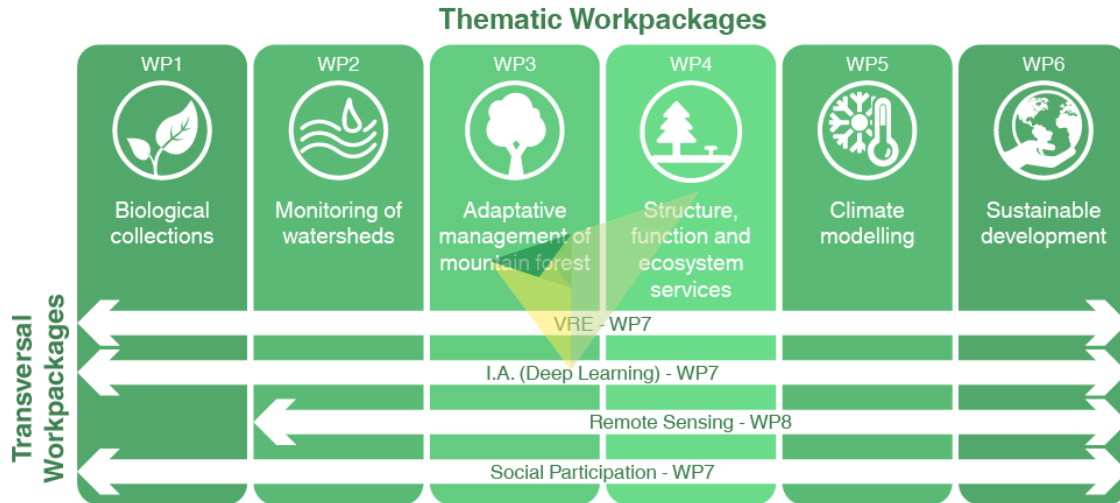 Thematic Workpackages
WP1
WP2
WP3
WP4
WP5
WP6
Biological
collections
Monitoring of
watersheds
Adaptative
management of
mountain forest
Structure,
function and
ecosystem
services
Climate
modelling
Sustainable
development
Transversal
Workpackages
VRE - WP7
I.A. (Deep Learning) - WP7
Remote Sensing - WP8
Social Participation - WP7